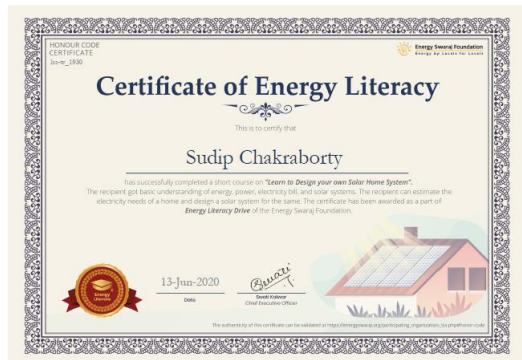 HONOUR CODE
CERTIFICATE
Energy Swaraj Foundation
Energy by Locals for Locals
Certificate of Energy Literacy
This is to certify that
Sudip Chakraborty
has successfully completed a short course on "Learn to Design your own Solar Home System".
The recipient got basic understanding of energy, power, electricity bill, and solar systems. The recipient can estimate the
electricity needs of a home and design a solar system for the same. The certificate has been awarded as a part of
Energy Literacy Drive of the Energy Swaraj Foundation.
Energy
Literate
13-Jun-2020
Date
Swati
Swati Kalwar
Chief Executive Officer
The authenticity of this certificate can be validated at